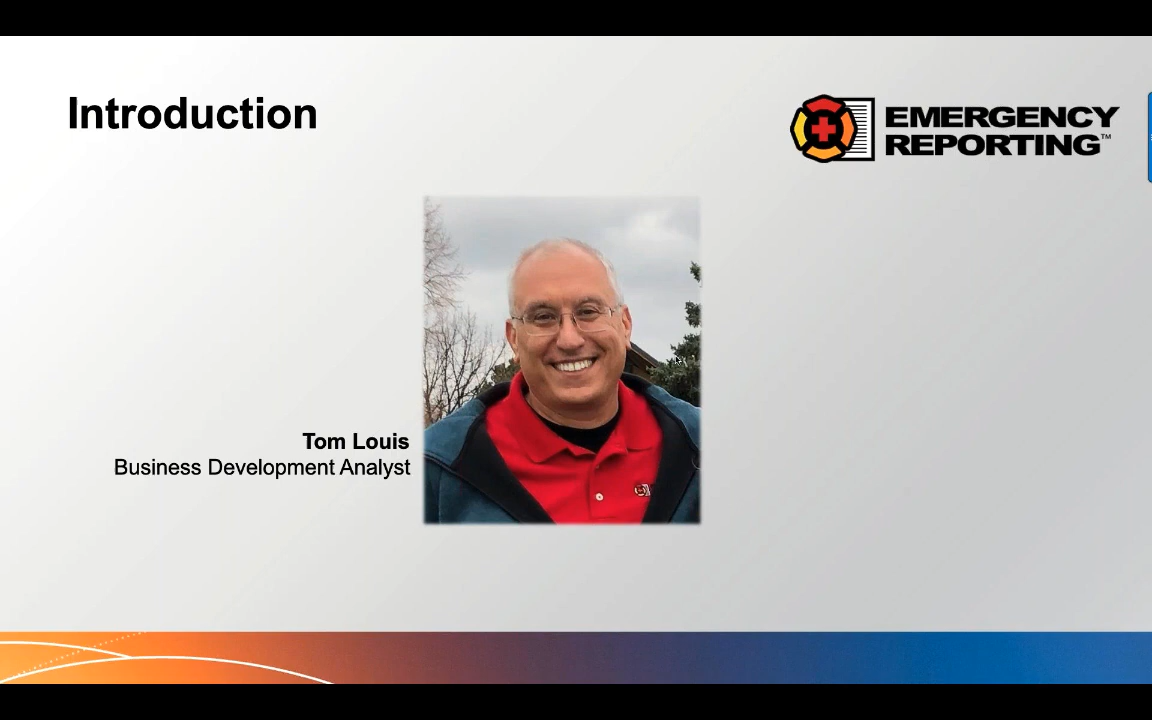 Introduction
EMERGENCY
REPORTING™
Tom Louis
Business Development Analyst